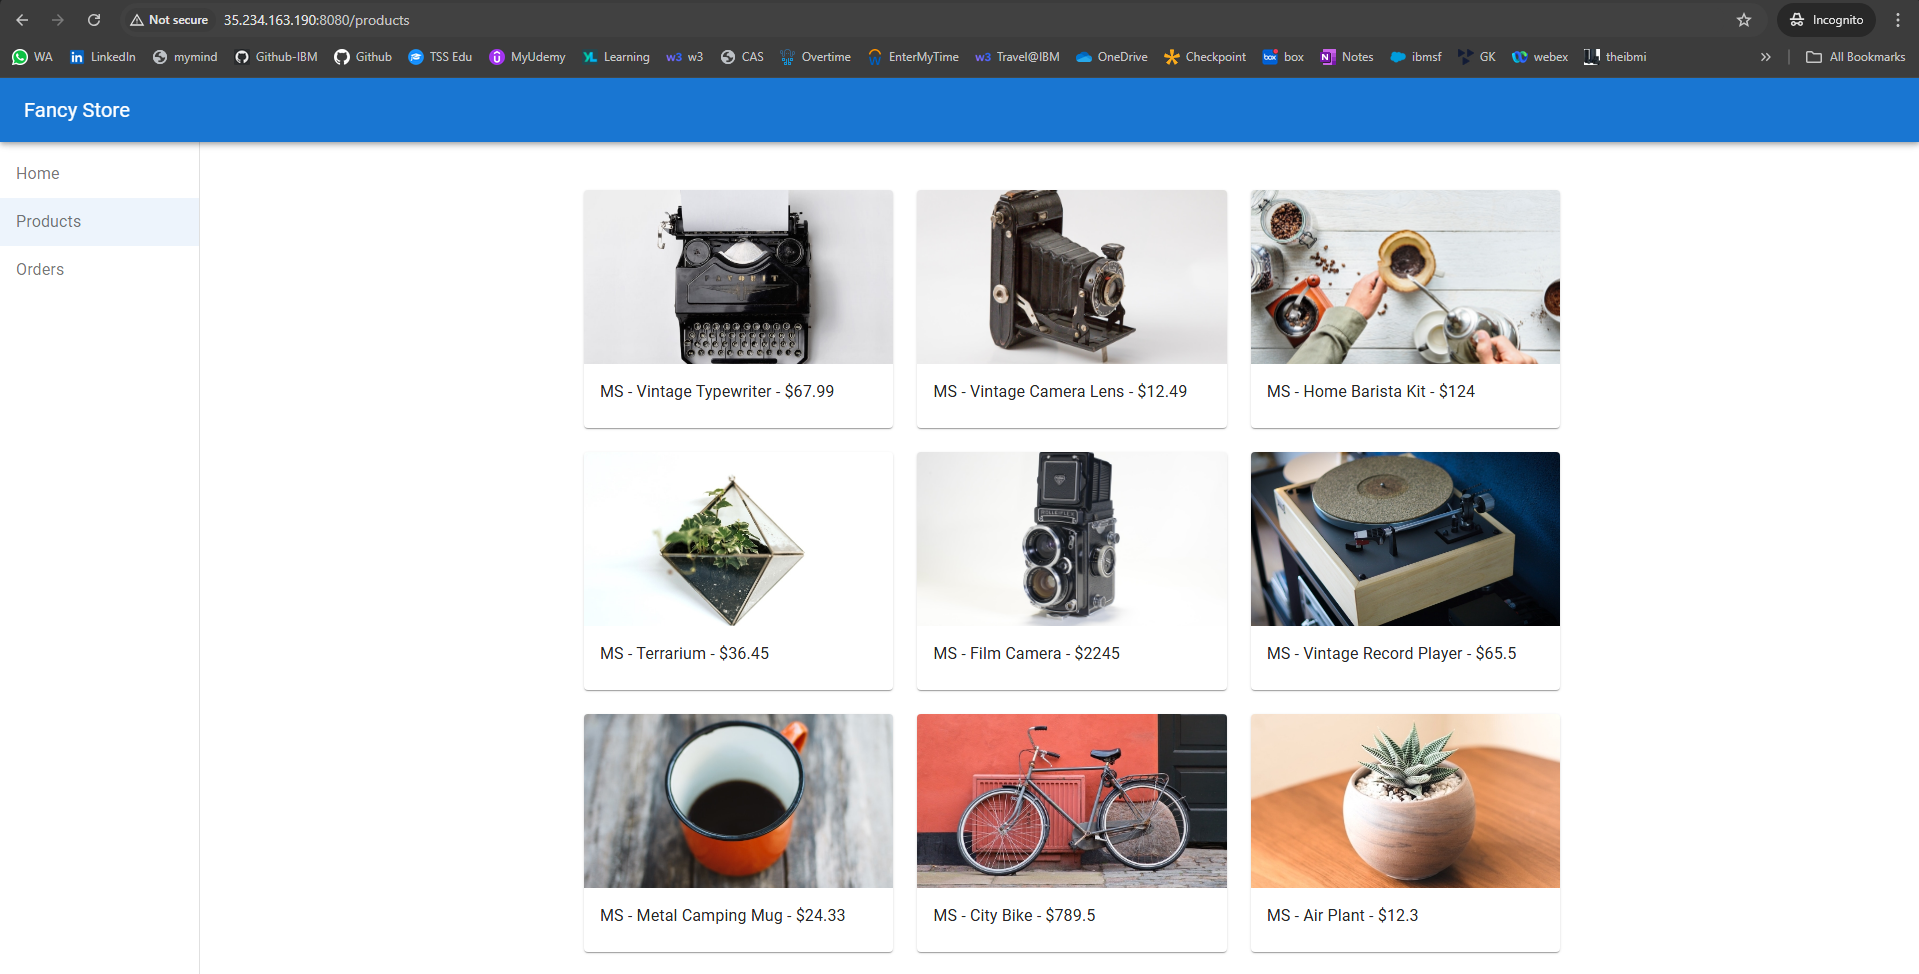 Not secure 35.234.163.190:8080/products Incognito
WA LinkedIn mymind Github-IBM Github TSS Edu MyUdemy Learning w3 w3 CAS Overtime EnterMyTime w3 Travel@IBM OneDrive Checkpoint box box N Notes ibmsf GK webex theibmi » All Bookmarks
Fancy Store
Home
Products
Orders
MS - Vintage Typewriter - $67.99
MS - Vintage Camera Lens - $12.49
MS - Home Barista Kit - $124
MS - Terrarium - $36.45
MS - Film Camera - $2245
MS - Vintage Record Player - $65.5
MS - Metal Camping Mug - $24.33
MS - City Bike - $789.5
MS - Air Plant - $12.3